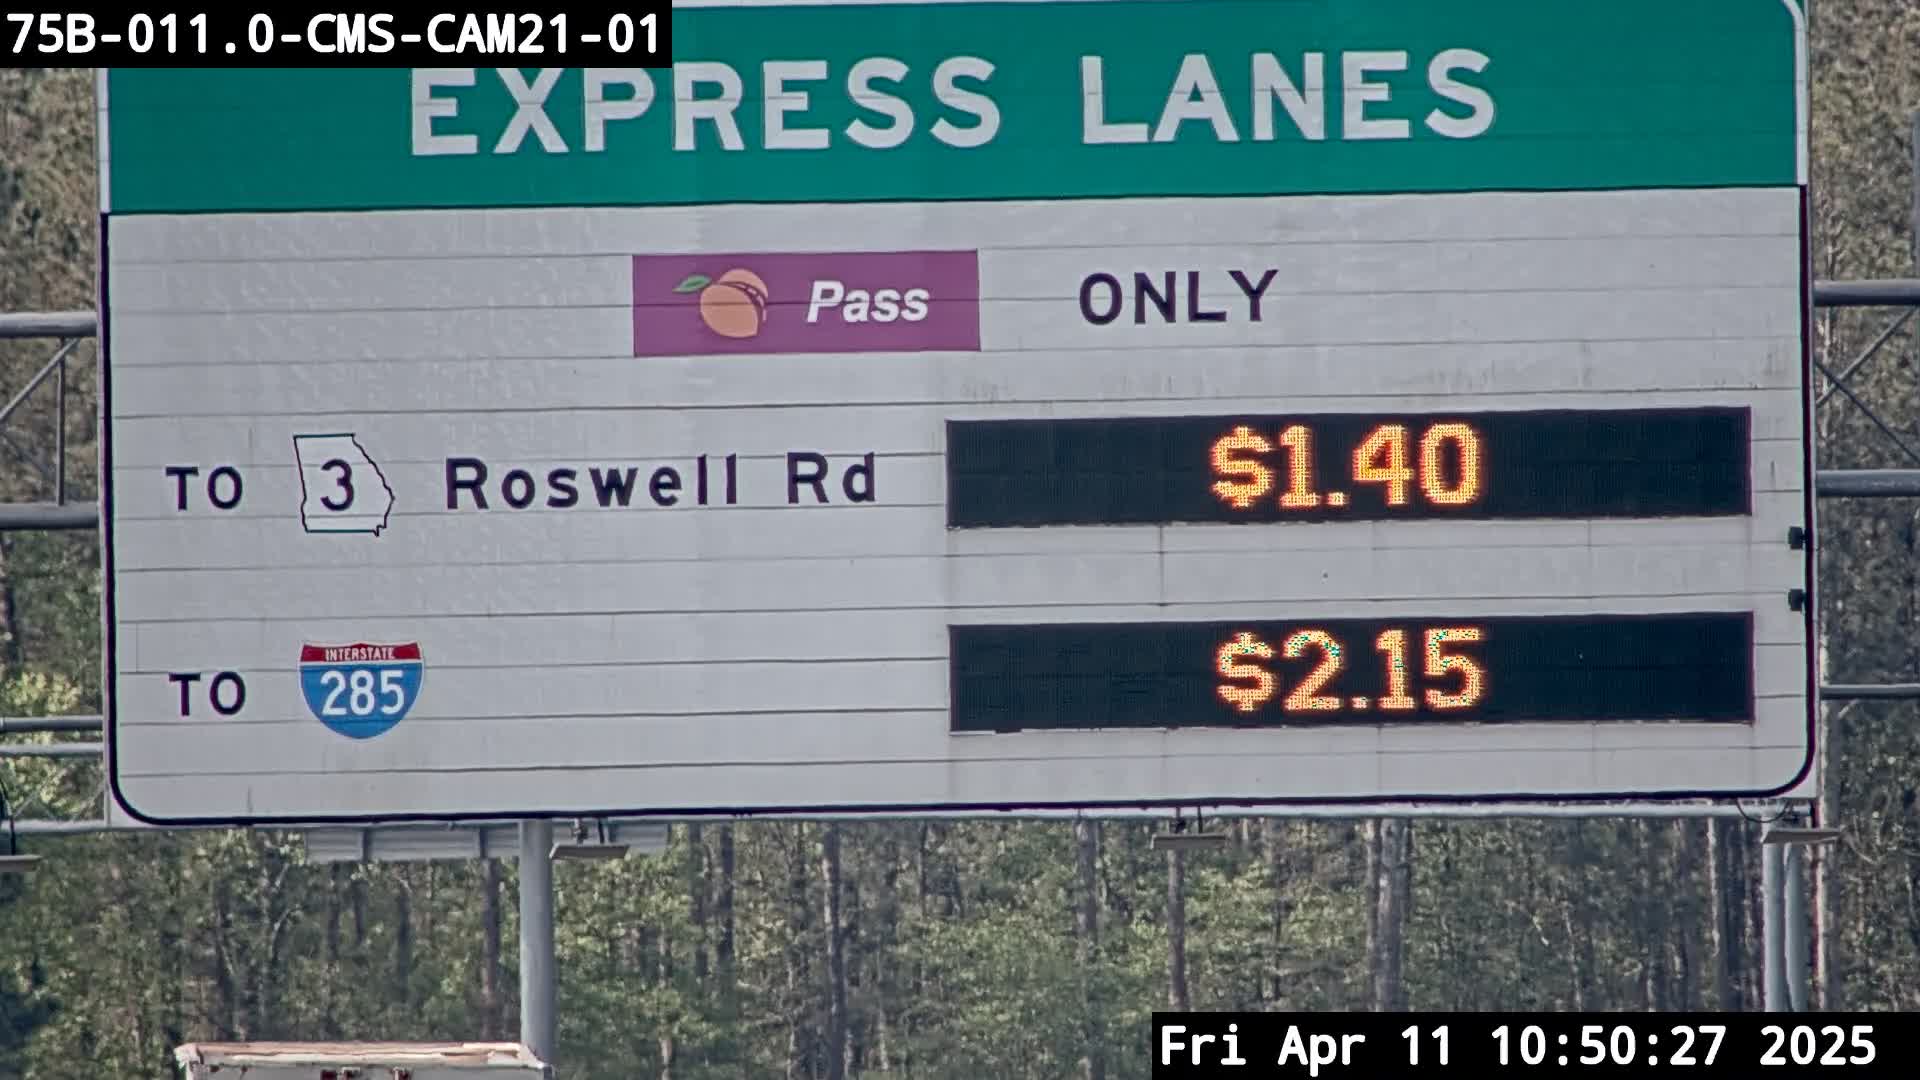 75B-011.0-CMS-CAM21-01
EXPRESS LANES
Pass ONLY
TO 3 Roswell Rd $1.40
INTERSTATE
TO 285 $2.15
Fri Apr 11 10:50:27 2025